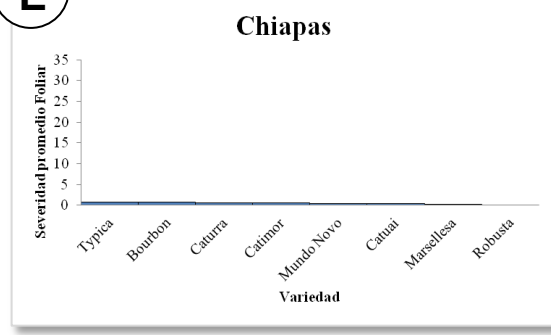 E
Chiapas
Severidad promedio Foliar
35
30
25
20
15
10
5
0
Typica
Bourbon
Caturra
Catimor
Mundo Novo
Catuai
Marsellesa
Robusta
Variedad